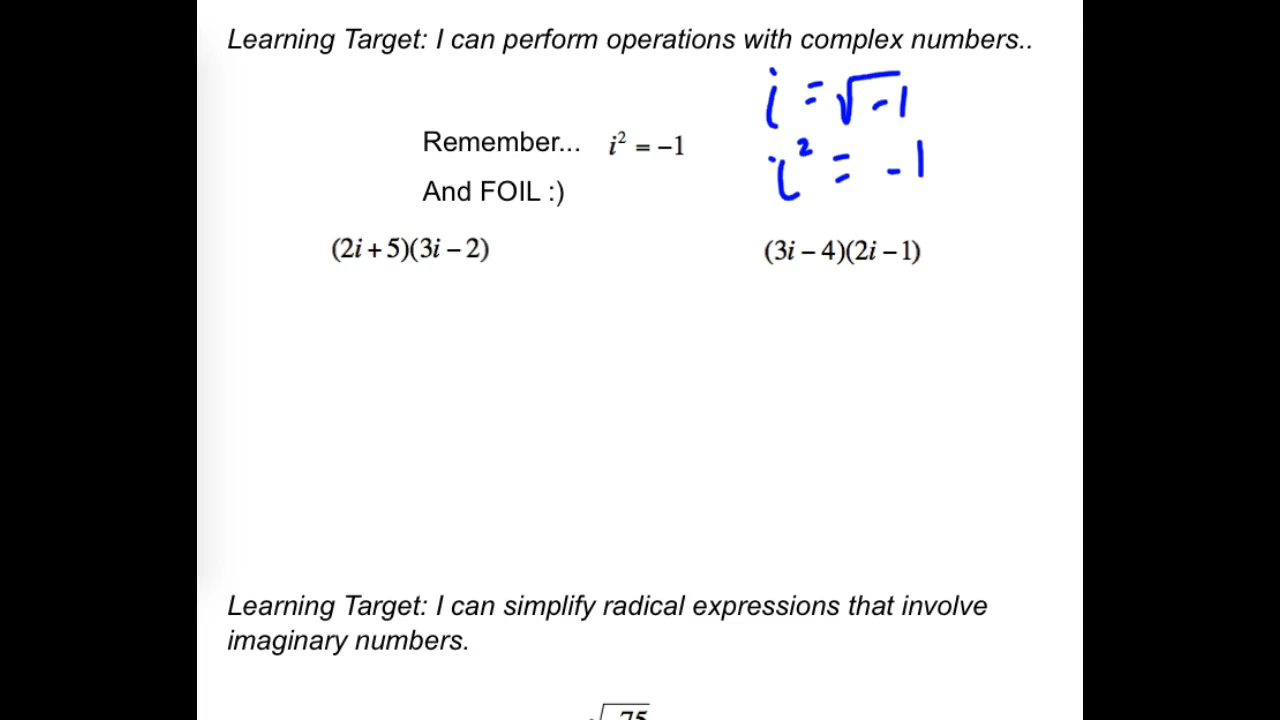 Learning Target: I can perform operations with complex numbers..
i = √-1
Remember... i² = -1
i² = -1
And FOIL :)
(2i + 5)(3i – 2)
(3i – 4)(2i – 1)
Learning Target: I can simplify radical expressions that involve
imaginary numbers.